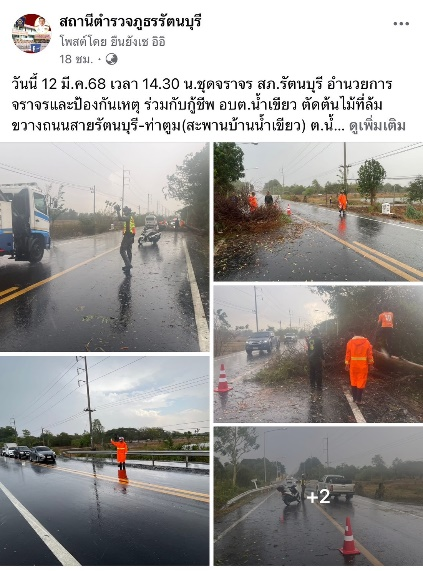 สถานีตำรวจภูธรรัตนบุรี
โพสต์โดย ยืนยังเซ อิอิ
18 ชม. ·
วันนี้ 12 มี.ค.68 เวลา 14.30 น.ชุดจราจร สภ.รัตนบุรี อำนวยการ
จราจรและป้องกันเหตุ ร่วมกับกู้ชีพ อบต.น้ำเขียว ตัดต้นไม้ที่ล้ม
ขวางถนนสายรัตนบุรี-ท่าตูม(สะพานบ้านน้ำเขียว) ต.น้ำ... ดูเพิ่มเติม
+2